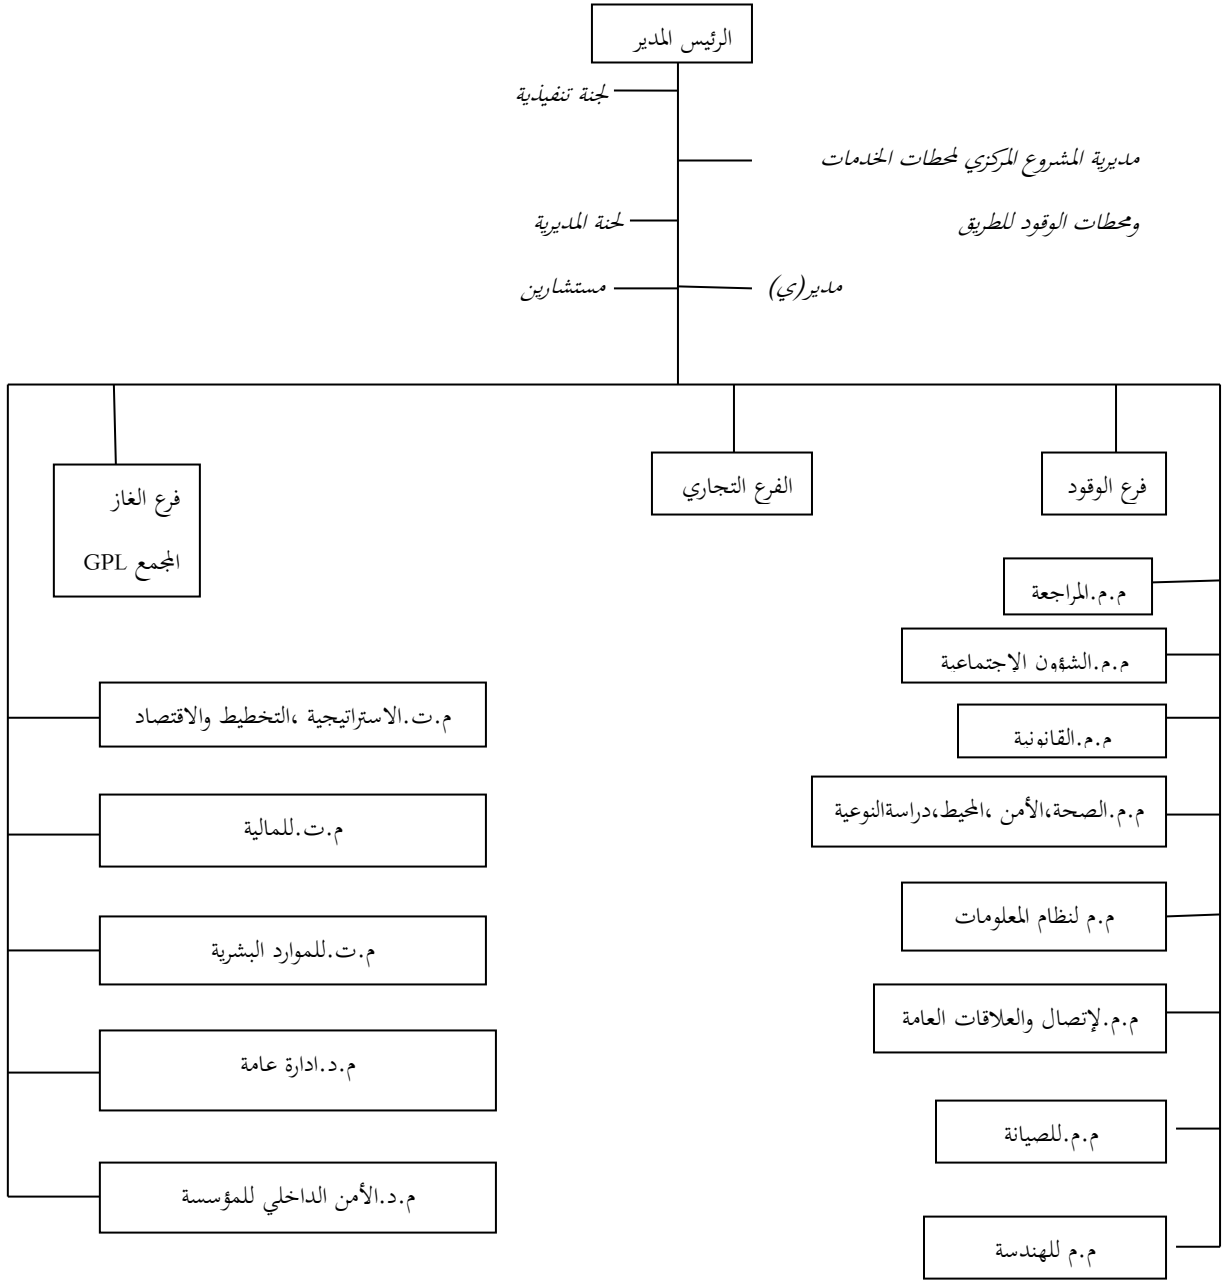 الرئيس المدير
لجنة تنفيذية
مديرية المشروع المركزي لمحطات الخدمات
ومحطات الوقود للطريق
لحنة المديرية
مدير(ي)
مستشارين
فرع الوقود
الفرع التجاري
فرع الغاز
المجمع GPL
م.م.المراجعة
م.م.الشؤون الإجتماعية
م.م.القانونية
م.م.الصحة،الأمن ،المحيط،دراسةالنوعية
م.م لنظام المعلومات
م.م.لإتصال والعلاقات العامة
م.م.للصيانة
م.م للهندسة
م.ت.الاستراتيجية ،التخطيط والاقتصاد
م.ت.للمالية
م.ت.للموارد البشرية
م.د.ادارة عامة
م.د.الأمن الداخلي للمؤسسة